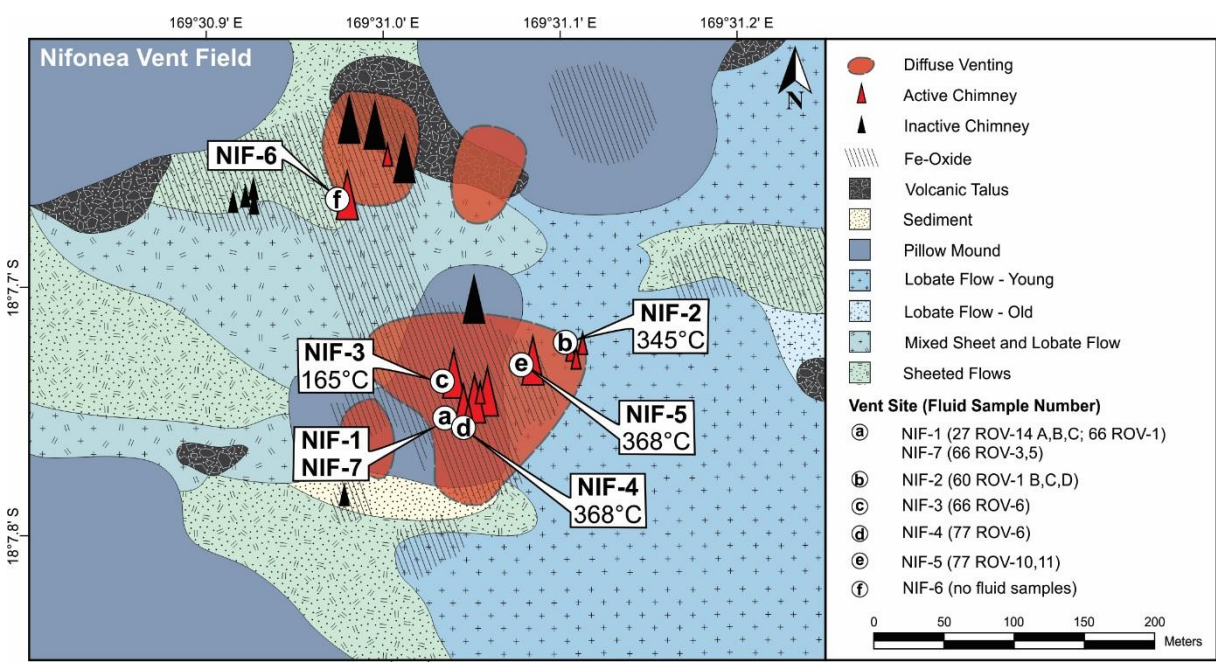 169°30.9' E
169°31.0' E
169°31.1' E
169°31.2' E
Nifonea Vent Field
N
18°7.7' S
18°7.8' S
NIF-6
f
NIF-2
345°C
b
NIF-3
165°C
c
e
NIF-5
368°C
a
d
NIF-1
NIF-7
NIF-4
368°C
Diffuse Venting
Active Chimney
Inactive Chimney
Fe-Oxide
Volcanic Talus
Sediment
Pillow Mound
Lobate Flow - Young
Lobate Flow - Old
Mixed Sheet and Lobate Flow
Sheeted Flows
Vent Site (Fluid Sample Number)
a NIF-1 (27 ROV-14 A,B,C; 66 ROV-1)
NIF-7 (66 ROV-3,5)
b NIF-2 (60 ROV-1 B,C,D)
c NIF-3 (66 ROV-6)
d NIF-4 (77 ROV-6)
e NIF-5 (77 ROV-10,11)
f NIF-6 (no fluid samples)
0 50 100 150 200
Meters